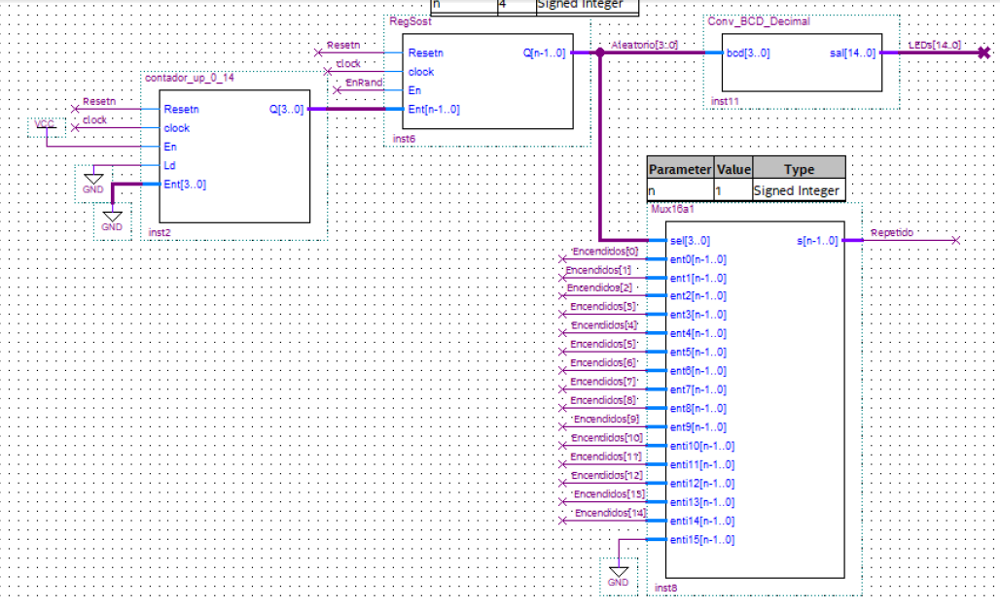 n 4 Signed Integer
RegSost
Resetn
clock
EnRand
Resetn
clock
En
Ent[n-1..0]
Q[n-1..0]
inst6
Aleatorio[3..0]
Conv_BCD_Decimal
bcd[3..0]
sal[14..0]
inst11
LEDs[14..0]
contador_up_0_14
Resetn
clock
VCC
Resetn
clock
En
Ld
Ent[3..0]
Q[3..0]
inst2
GND
GND
Parameter Value Type
n 1 Signed Integer
Mux16a1
sel[3..0]
s[n-1..0]
Repetido
Encendidos[0] ent0[n-1..0]
Encendidos[1] ent1[n-1..0]
Encendidos[2] ent2[n-1..0]
Encendidos[3] ent3[n-1..0]
Encendidos[4] ent4[n-1..0]
Encendidos[5] ent5[n-1..0]
Encendidos[6] ent6[n-1..0]
Encendidos[7] ent7[n-1..0]
Encendidos[8] ent8[n-1..0]
Encendidos[9] ent9[n-1..0]
Encendidos[10] enti10[n-1..0]
Encendidos[11] enti11[n-1..0]
Encendidos[12] enti12[n-1..0]
Encendidos[13] enti13[n-1..0]
Encendidos[14] enti14[n-1..0]
enti15[n-1..0]
GND
inst8